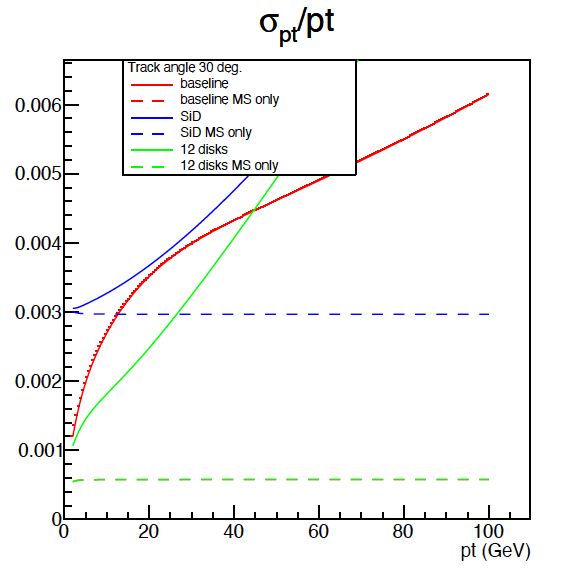 σpt/pt
Track angle 30 deg.
baseline
baseline MS only
SiD
SiD MS only
12 disks
12 disks MS only
0.006
0.005
0.004
0.003
0.002
0.001
0
0 20 40 60 80 100
pt (GeV)